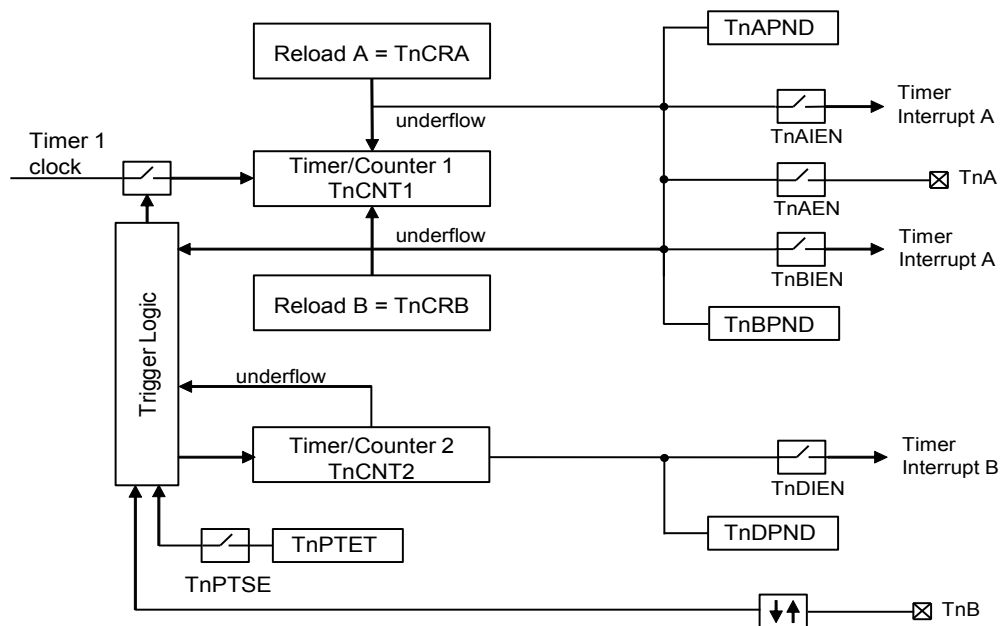 Reload A = TnCRA
TnAPND
underflow
TnAIEN
Timer
Interrupt A
Timer 1
clock
Timer/Counter 1
TnCNT1
TnAEN
TnA
underflow
TnBIEN
Timer
Interrupt A
Reload B = TnCRB
TnBPND
Trigger Logic
underflow
Timer/Counter 2
TnCNT2
TnDIEN
Timer
Interrupt B
TnDPND
TnPTET
TnPTSE
TnB